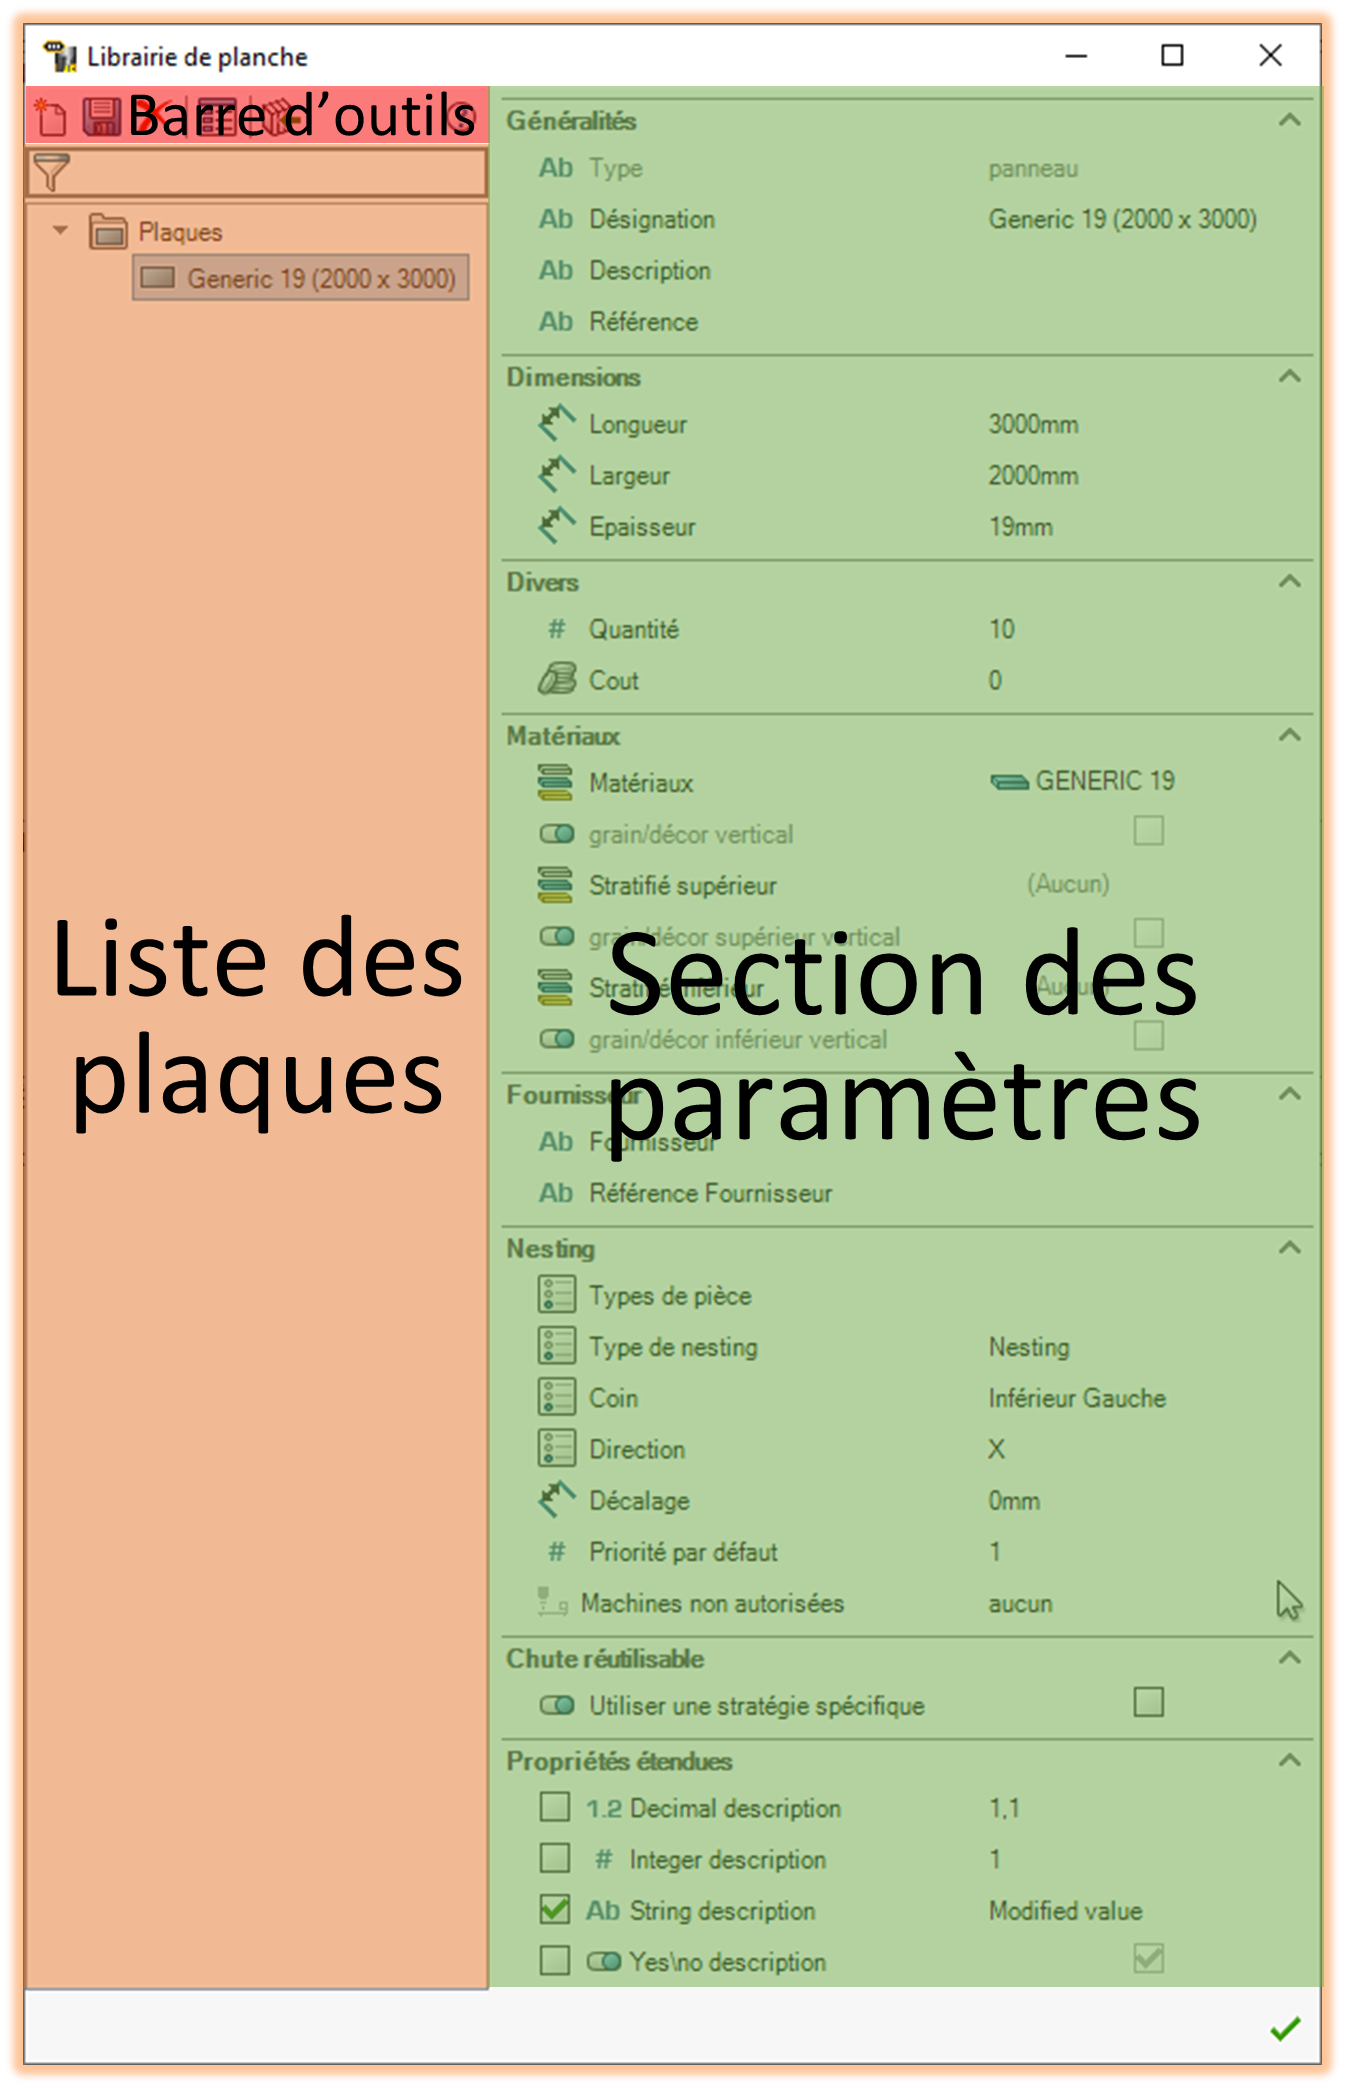 Librairie de planche
Barre d’outils
Plaques
Generic 19 (2000 x 3000)
Liste des
plaques
Généralités
Ab Type panneau
Ab Désignation Generic 19 (2000 x 3000)
Ab Description
Ab Référence
Dimensions
Longueur 3000mm
Largeur 2000mm
Epaisseur 19mm
Divers
# Quantité 10
Cout 0
Matériaux
Matériaux GENERIC 19
grain/décor vertical
Stratifié supérieur (Aucun)
grain/décor supérieur vertical
Section des
Stratifié inférieur (Aucun)
grain/décor inférieur vertical
paramètres
Fournisseur
Ab Fournisseur
Ab Référence Fournisseur
Nesting
Types de pièce
Type de nesting Nesting
Coin Inférieur Gauche
Direction X
Décalage 0mm
# Priorité par défaut 1
Machines non autorisées aucun
Chute réutilisable
Utiliser une stratégie spécifique
Propriétés étendues
1.2 Decimal description 1,1
# Integer description 1
Ab String description Modified value
Yes\no description